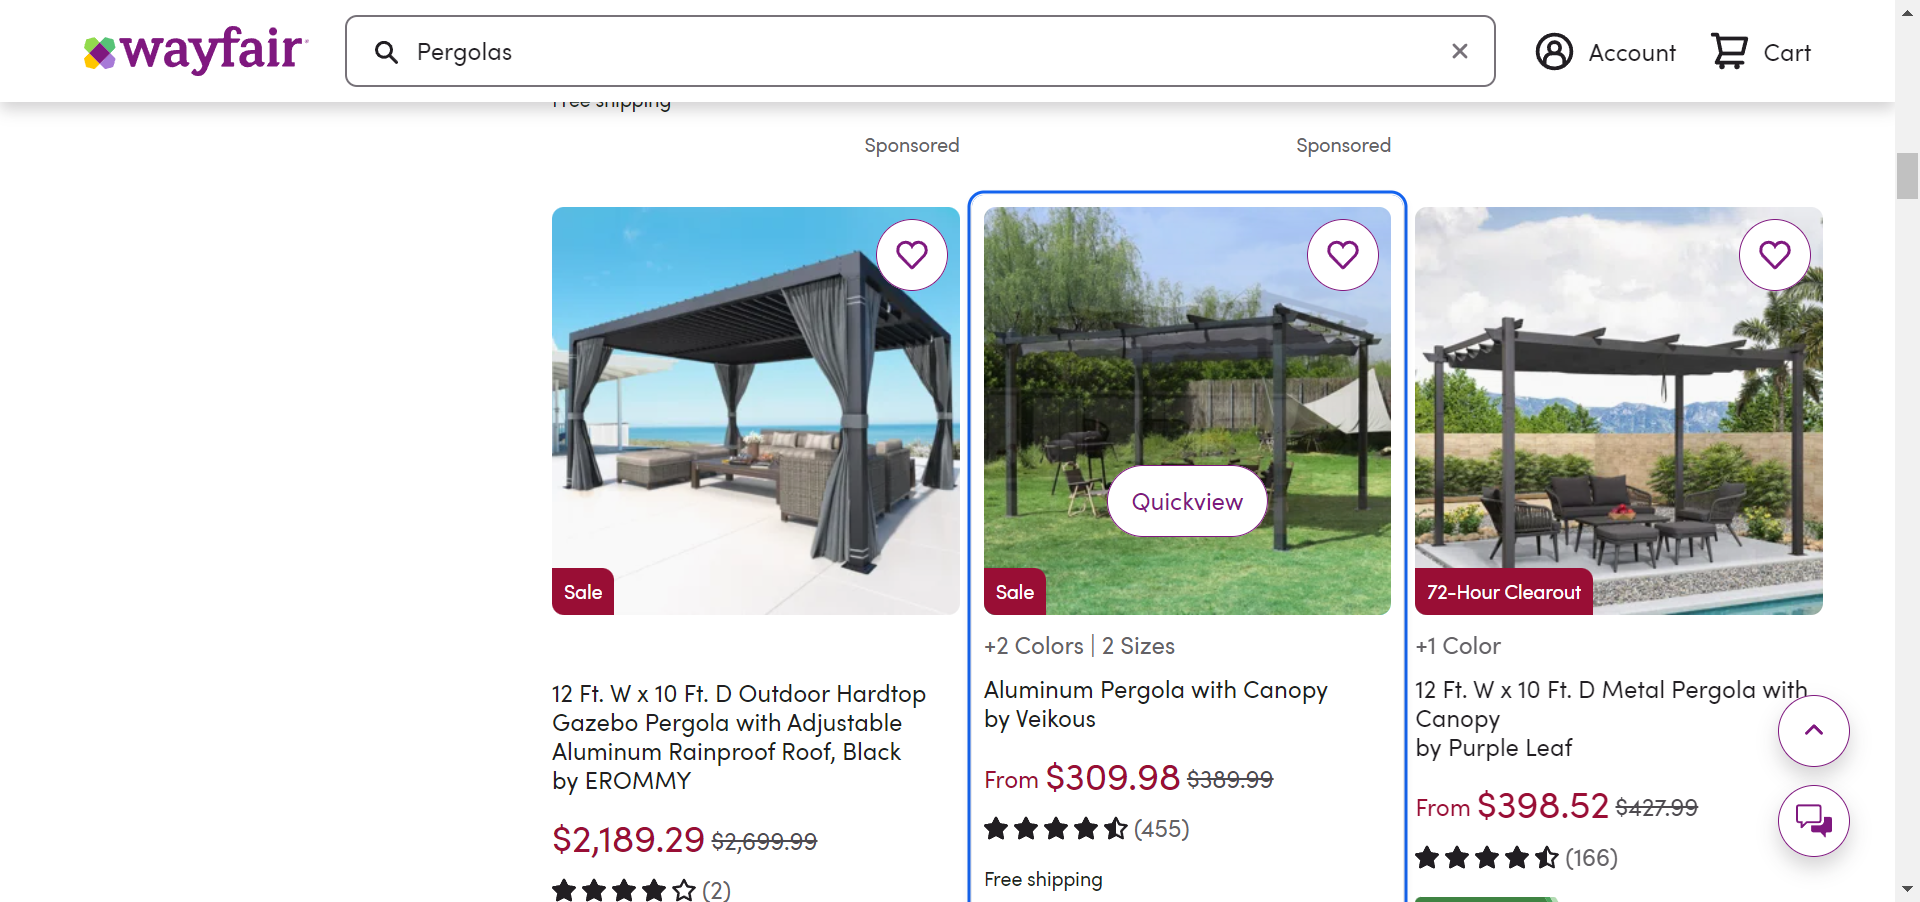 wayfair
Pergolas
Account
Cart
Free shipping
Sponsored
Sponsored
Sale
12 Ft. W x 10 Ft. D Outdoor Hardtop
Gazebo Pergola with Adjustable
Aluminum Rainproof Roof, Black
by EROMMY
$2,189.29 $2,699.99
(2)
Quickview
Sale
+2 Colors | 2 Sizes
Aluminum Pergola with Canopy
by Veikous
From $309.98 $389.99
(455)
Free shipping
72-Hour Clearout
+1 Color
12 Ft. W x 10 Ft. D Metal Pergola with
Canopy
by Purple Leaf
From $398.52 $427.99
(166)